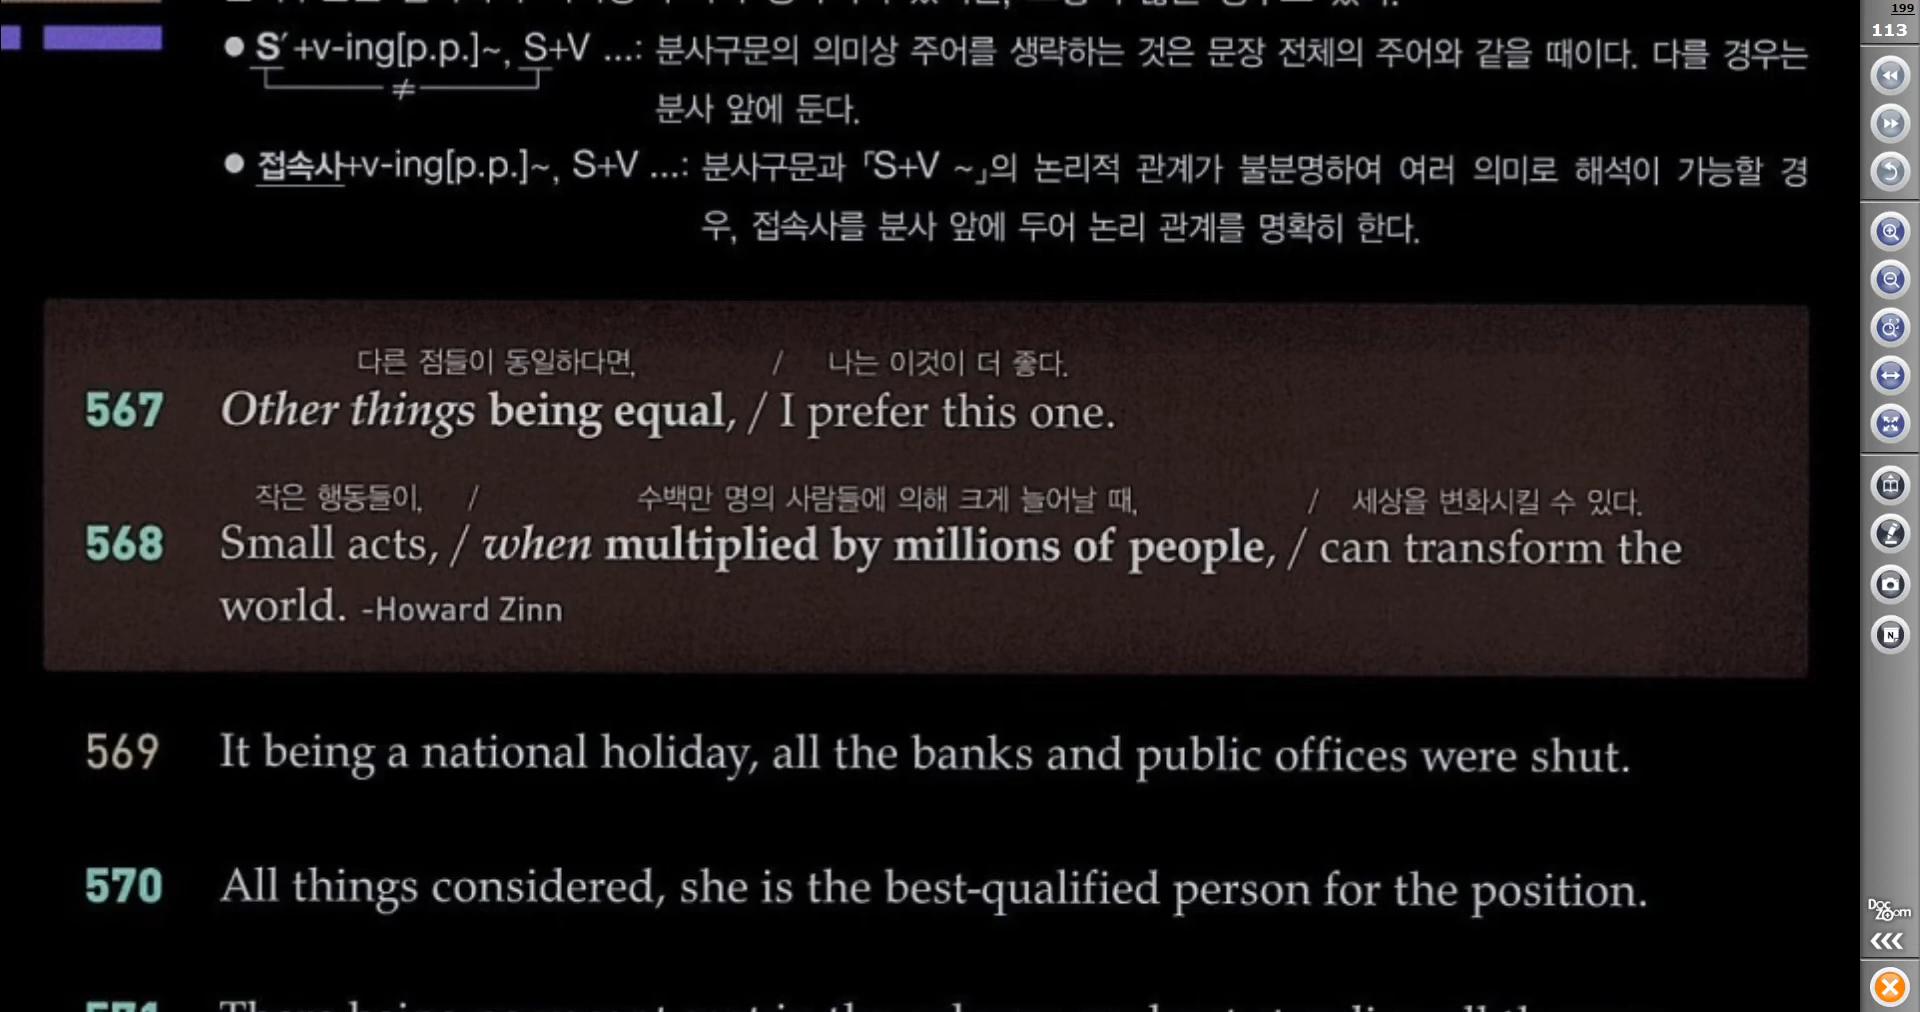 ● S′+v-ing[p.p.]~, S+V …: 분사구문의 의미상 주어를 생략하는 것은 문장 전체의 주어와 같을 때이다. 다를 경우는
≠
분사 앞에 둔다.
● 접속사+v-ing[p.p.]~, S+V …: 분사구문과 「S+V ~」의 논리적 관계가 불분명하여 여러 의미로 해석이 가능할 경
우, 접속사를 분사 앞에 두어 논리 관계를 명확히 한다.
다른 점들이 동일하다면, / 나는 이것이 더 좋다.
567 Other things being equal, / I prefer this one.
작은 행동들이, / 수백만 명의 사람들에 의해 크게 늘어날 때, / 세상을 변화시킬 수 있다.
568 Small acts, / when multiplied by millions of people, / can transform the
world. -Howard Zinn
569 It being a national holiday, all the banks and public offices were shut.
570 All things considered, she is the best-qualified person for the position.
199
113
N
Doc
Zoom